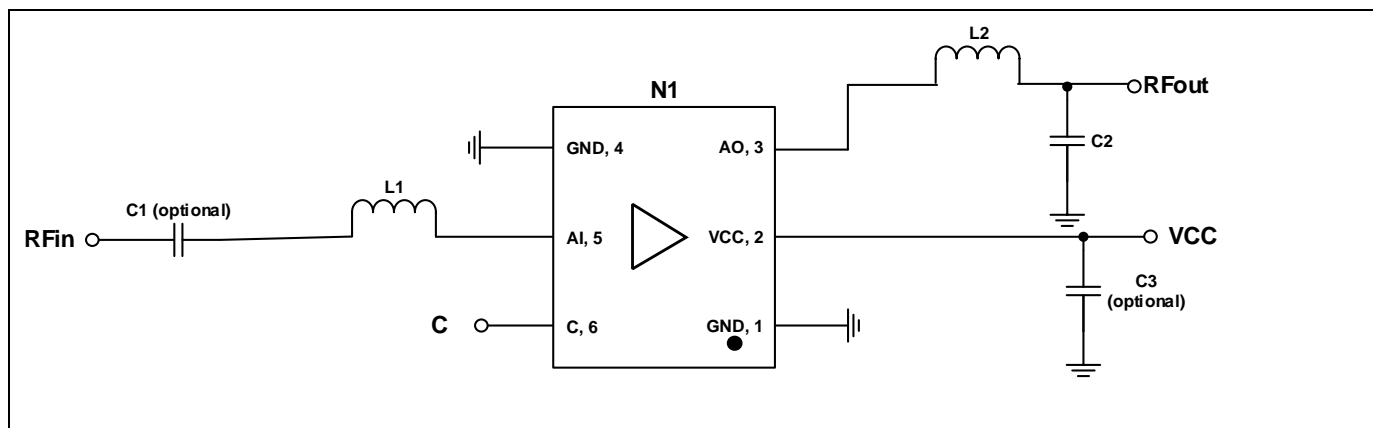 L2
N1
RFout
GND, 4
AO, 3
C2
L1
C1 (optional)
RFin
AI, 5
VCC, 2
VCC
C3
(optional)
C
C, 6
GND, 1